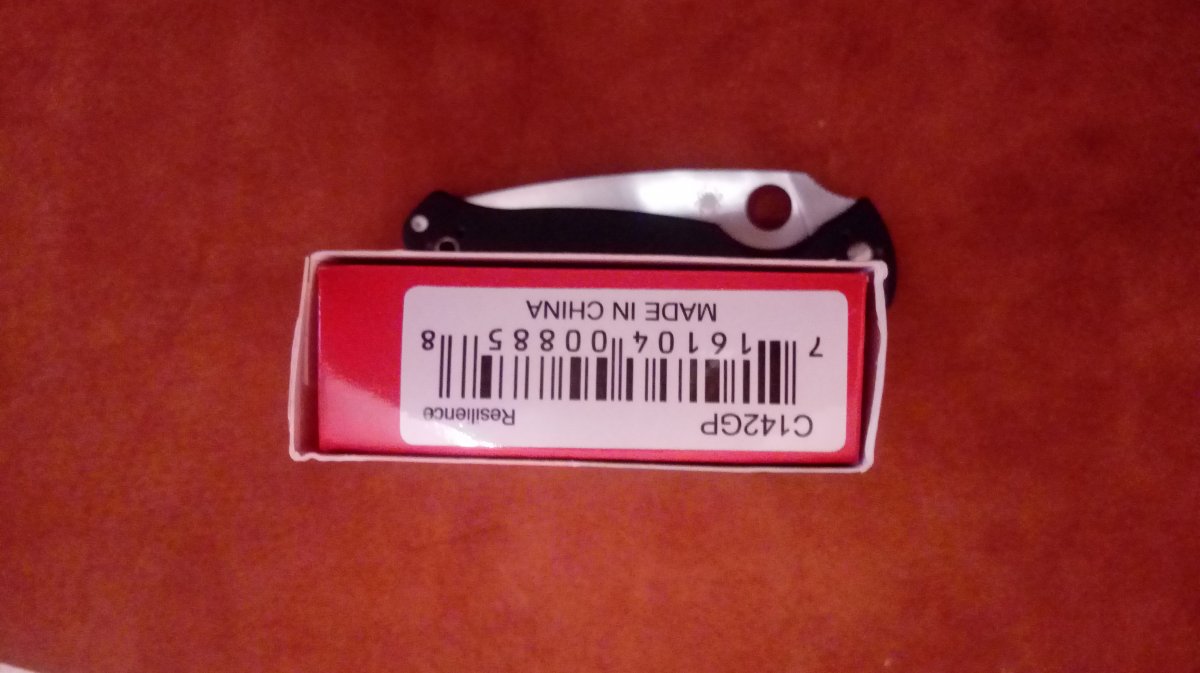 C142GP Resilience
7 16104 00885 8
MADE IN CHINA